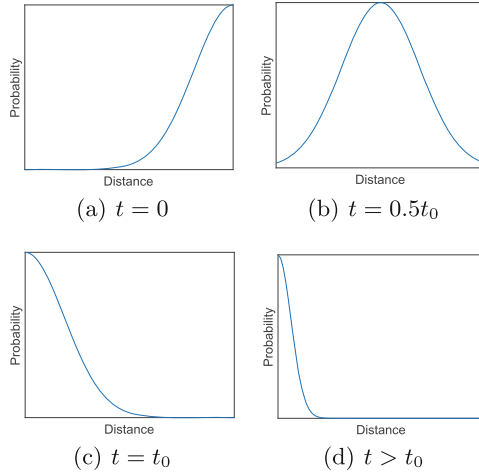 Probability
Distance
(a) t = 0
Probability
Distance
(b) t = 0.5t₀
Probability
Distance
(c) t = t₀
Probability
Distance
(d) t > t₀